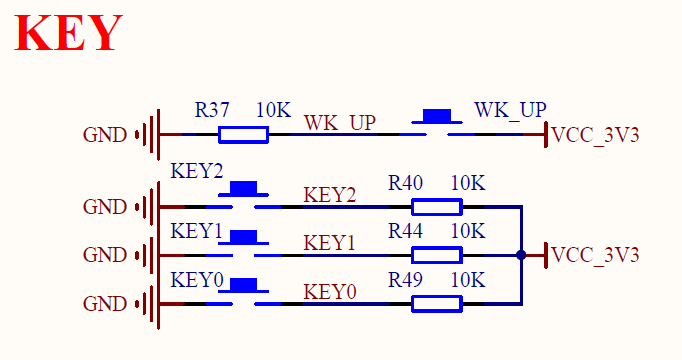 KEY
R37 10K WK_UP
GND WK_UP VCC_3V3
KEY2 R40 10K
GND KEY2
KEY1 R44 10K
GND KEY1 VCC_3V3
KEY0 R49 10K
GND KEY0